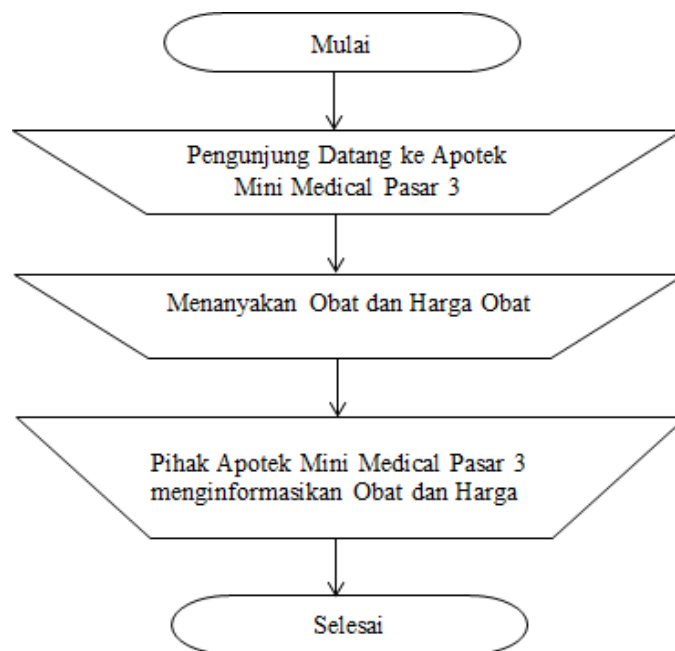 Mulai
Pengunjung Datang ke Apotek
Mini Medical Pasar 3
Menanyakan Obat dan Harga Obat
Pihak Apotek Mini Medical Pasar 3
menginformasikan Obat dan Harga
Selesai